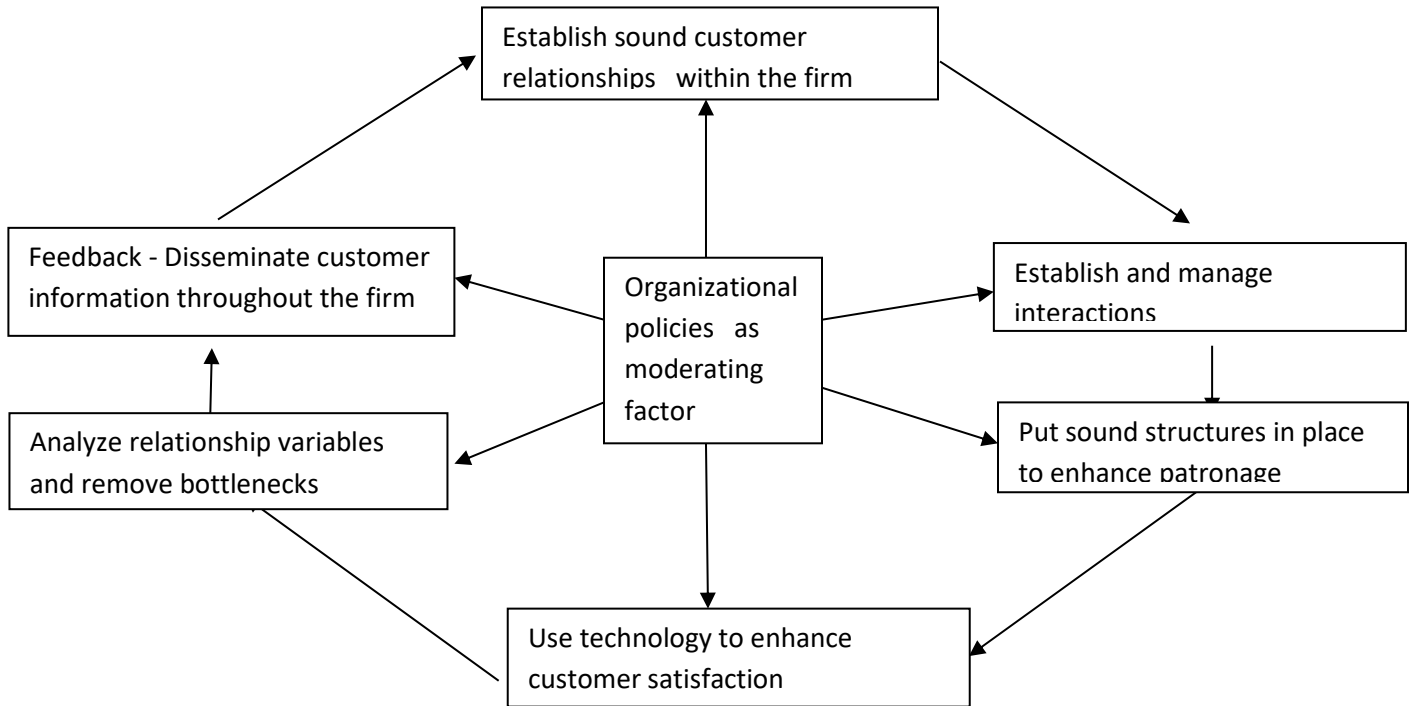 Establish sound customer
relationships within the firm
Feedback - Disseminate customer
information throughout the firm
Organizational
policies as
moderating
factor
Establish and manage
interactions
Analyze relationship variables
and remove bottlenecks
Put sound structures in place
to enhance patronage
Use technology to enhance
customer satisfaction